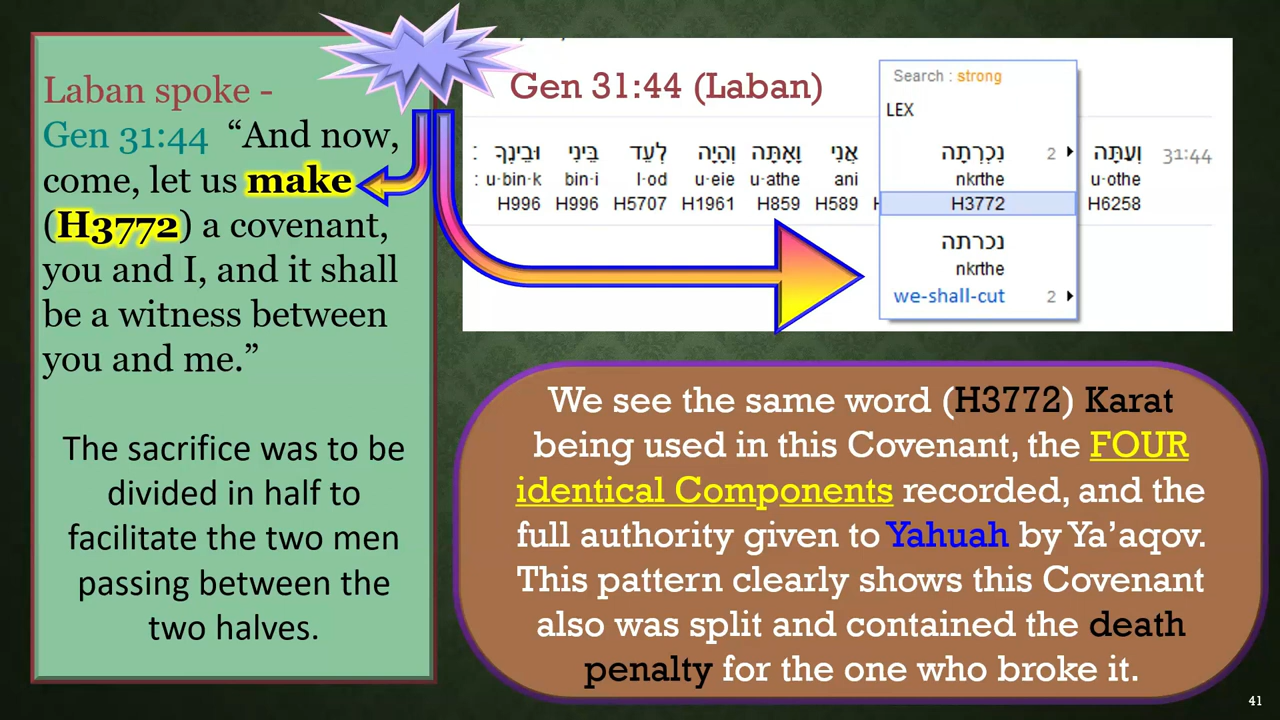 Laban spoke -
Gen 31:44 “And now,
come, let us make
(H3772) a covenant,
you and I, and it shall
be a witness between
you and me.”
The sacrifice was to be
divided in half to
facilitate the two men
passing between the
two halves.
Gen 31:44 (Laban)
Search : strong
LEX
וְעַתָּה נִכְרְתָה אֲנִי וָאָתָּה וְהָיָה לְעֵד בֵּינִי וּבֵינֶךָ : 31:44
: u·bin·k bin·i l·od u·eie u·athe ani nkrthe 2 u·othe
H996 H996 H5707 H1961 H859 H589 H3772 H6258
נכרתה
nkrthe
we-shall-cut 2
We see the same word (H3772) Karat
being used in this Covenant, the FOUR
identical Components recorded, and the
full authority given to Yahuah by Ya’aqov.
This pattern clearly shows this Covenant
also was split and contained the death
penalty for the one who broke it.
41